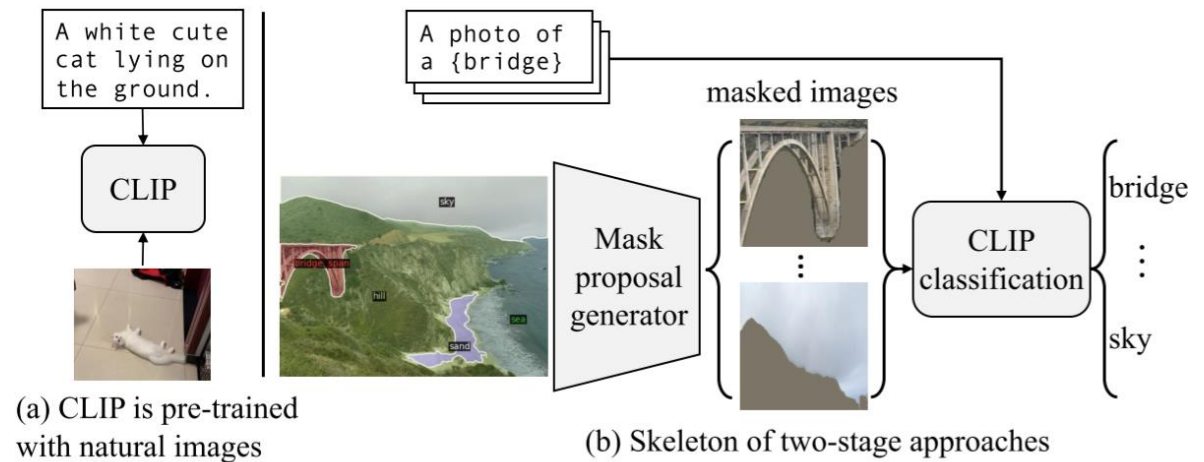 A white cute
cat lying on
the ground.
CLIP
(a) CLIP is pre-trained
with natural images
A photo of
a {bridge}
masked images
sky
bridge, span
hill
sea
sand
Mask
proposal
generator
CLIP
classification
bridge
sky
(b) Skeleton of two-stage approaches